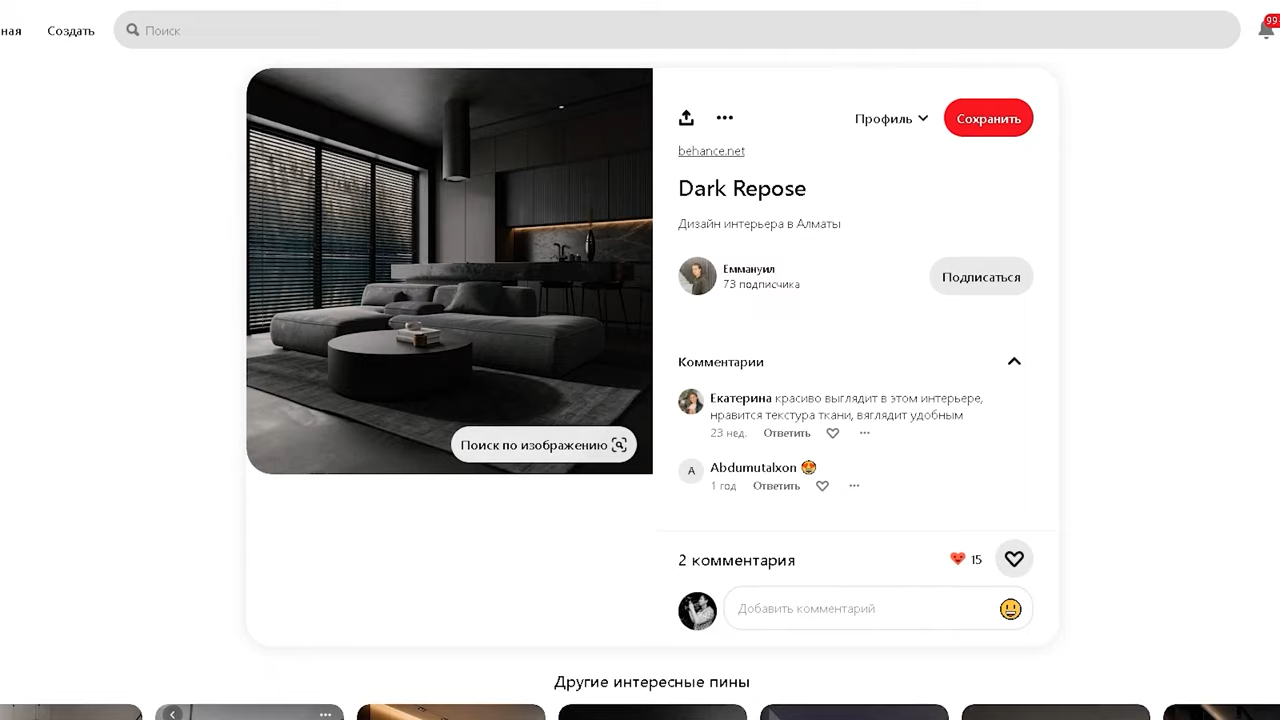 ная
Создать
Поиск
99
Профиль
Сохранить
behance.net
Dark Repose
Дизайн интерьера в Алматы
Еммануил
73 подписчика
Подписаться
Комментарии
Екатерина красиво выглядит в этом интерьере,
нравится текстура ткани, вяглядит удобным
23 нед. Ответить
A
Abdumutalxon 😍
1 год Ответить
Поиск по изображению
2 комментария
15
Добавить комментарий
Другие интересные пины